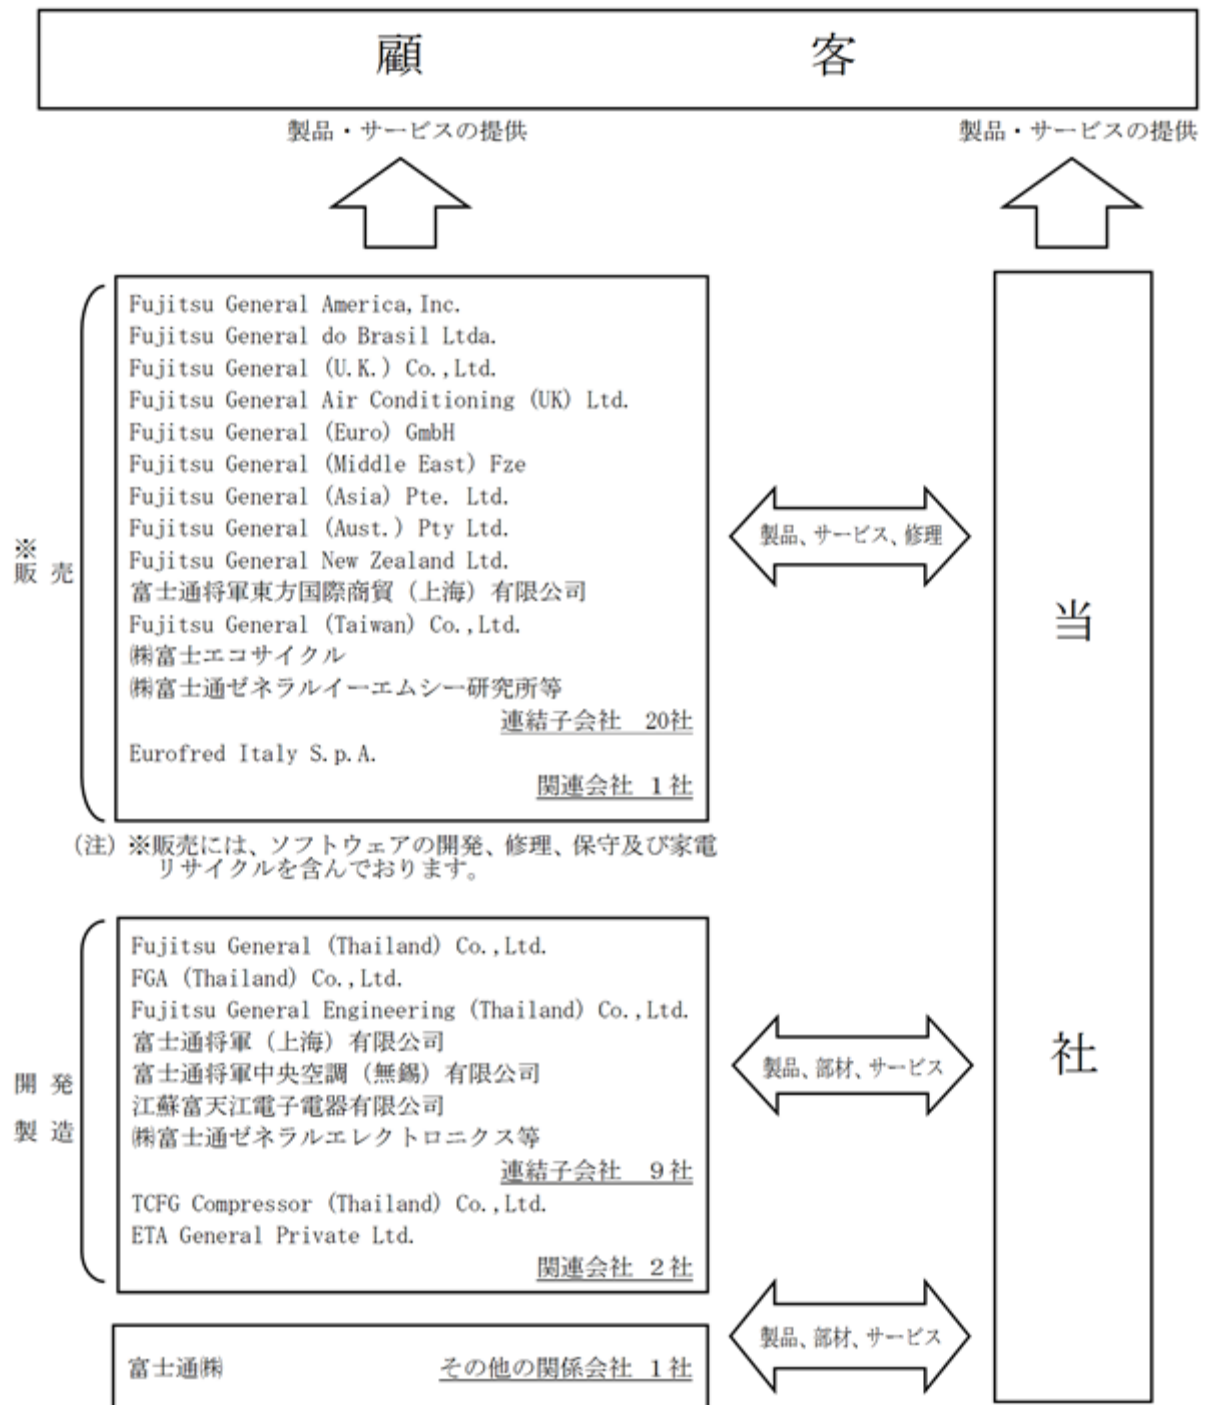 顧客
製品・サービスの提供
製品・サービスの提供
※
販売
Fujitsu General America,Inc.
Fujitsu General do Brasil Ltda.
Fujitsu General (U.K.) Co.,Ltd.
Fujitsu General Air Conditioning (UK) Ltd.
Fujitsu General (Euro) GmbH
Fujitsu General (Middle East) Fze
Fujitsu General (Asia) Pte. Ltd.
Fujitsu General (Aust.) Pty Ltd.
Fujitsu General New Zealand Ltd.
富士通将軍東方国際商貿（上海）有限公司
Fujitsu General (Taiwan) Co.,Ltd.
㈱富士エコサイクル
㈱富士通ゼネラルイーエムシー研究所等
連結子会社 20社
Eurofred Italy S.p.A.
関連会社 1社
製品、サービス、修理
(注) ※販売には、ソフトウェアの開発、修理、保守及び家電
リサイクルを含んでおります。
開発
製造
Fujitsu General (Thailand) Co.,Ltd.
FGA (Thailand) Co.,Ltd.
Fujitsu General Engineering (Thailand) Co.,Ltd.
富士通将軍（上海）有限公司
富士通将軍中央空調（無錫）有限公司
江蘇富天江電子電器有限公司
㈱富士通ゼネラルエレクトロニクス等
連結子会社 9社
TCFG Compressor (Thailand) Co.,Ltd.
ETA General Private Ltd.
関連会社 2社
製品、部材、サービス
富士通㈱ その他の関係会社 1社
製品、部材、サービス
当社